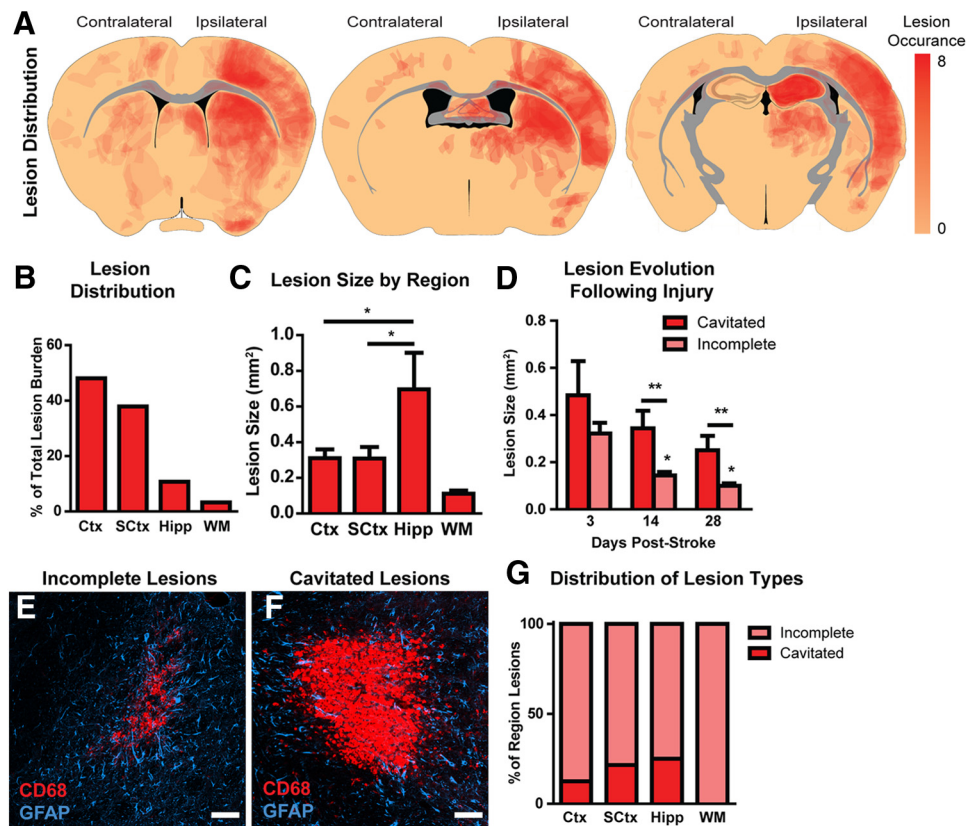 A
Contralateral Ipsilateral
Contralateral Ipsilateral
Contralateral Ipsilateral
Lesion
Occurance
8
0
Lesion Distribution
B
Lesion
Distribution
% of Total Lesion Burden
60
40
20
0
Ctx SCtx Hipp WM
C
Lesion Size by Region
Lesion Size (mm²)
1.0
0.8
0.6
0.4
0.2
0.0
*
*
Ctx SCtx Hipp WM
D
Lesion Evolution
Following Injury
Cavitated
Incomplete
Lesion Size (mm²)
0.8
0.6
0.4
0.2
0.0
**
*
**
*
3 14 28
Days Post-Stroke
Incomplete Lesions
E
CD68
GFAP
Cavitated Lesions
F
CD68
GFAP
G
Distribution of Lesion Types
Incomplete
Cavitated
% of Region Lesions
100
50
0
Ctx SCtx Hipp WM